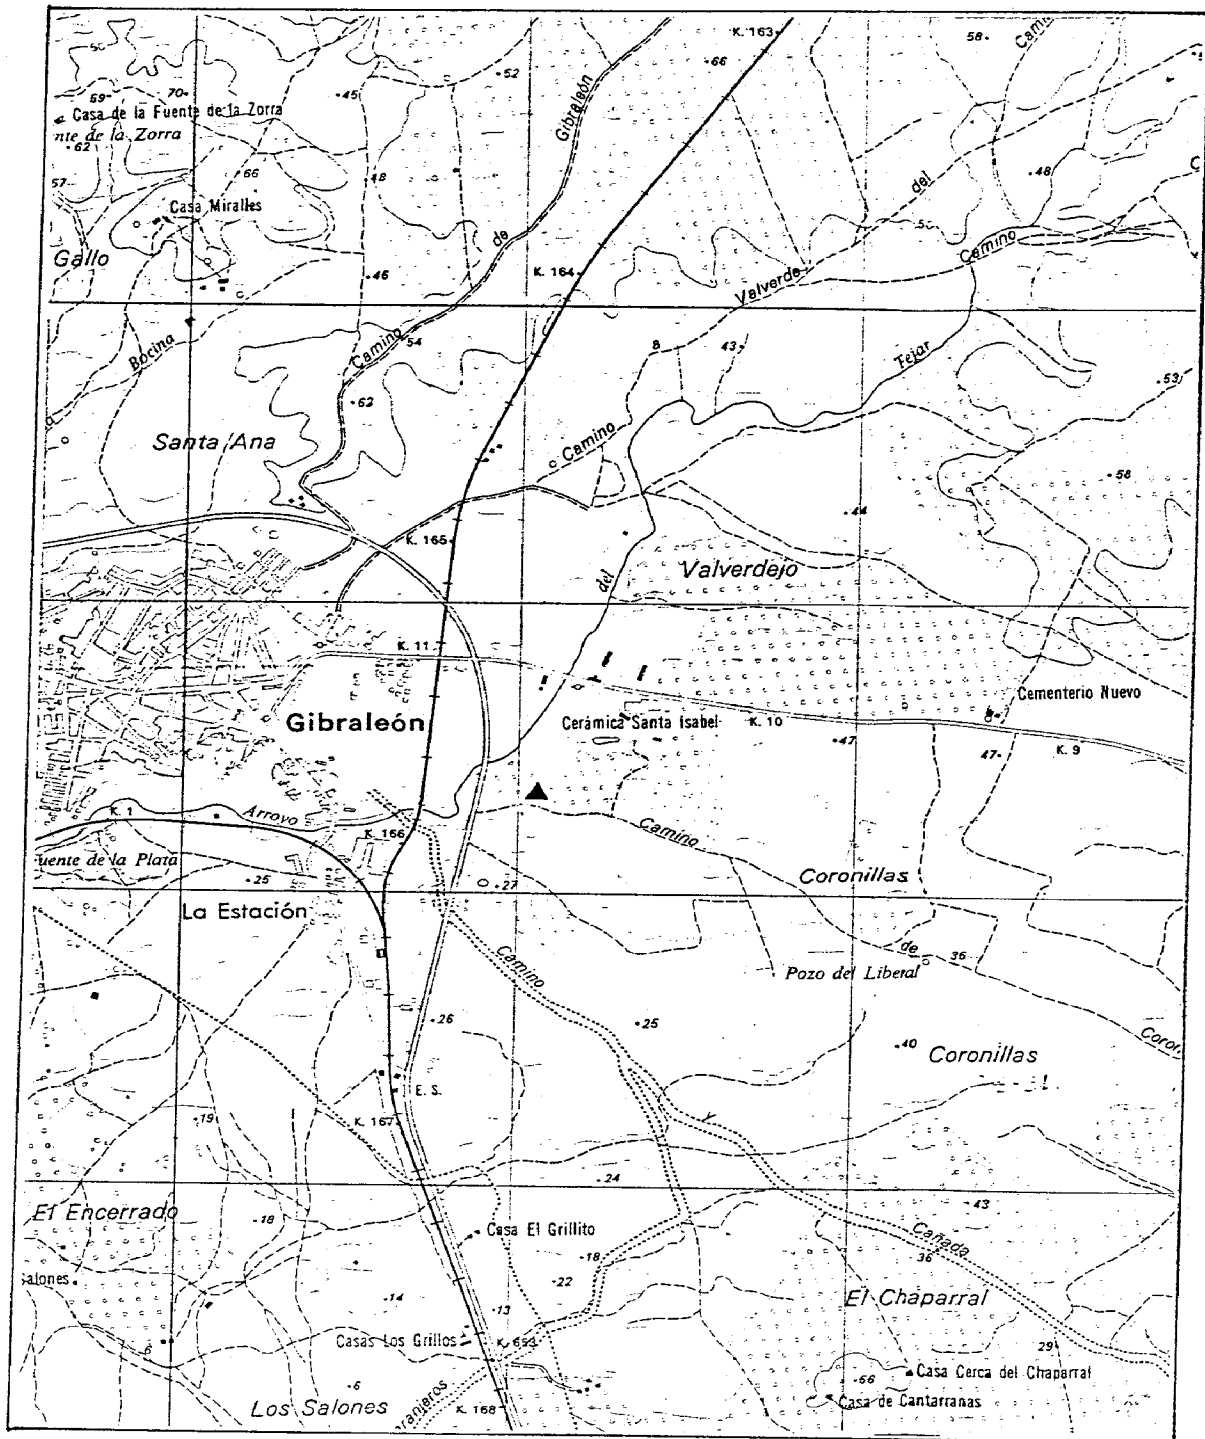 K. 163
58
Cami
50
52
66
69
70
45
Casa de la Fuente de la Zorra
nte de la Zorra
62
Gibraleón
57
66
48
48
del
Casa Miralles
de
Camino
Gallo
46
K. 164
Valverde
Bocina
Camino
54
a
43
Tejar
53
62
Santa Ana
Camino
58
44
K. 165
Valverdejo
del
K. 11
Cementerio Nuevo
Gibraleón
Cerámica Santa Isabel
K. 10
47
47
K. 9
K. 1
Arroyo
K. 166
Camino
uente de la Plata
25
27
Coronillas
La Estación
Camino
de
36
Pozo del Liberal
26
25
Coron
40
Coronillas
E. S.
19
K. 167
Y
24
El Encerrado
18
43
Casa El Grillito
Cañada
18
36
Salones
22
14
El Chaparral
13
Casas Los Grillos
K. 653
29
Casa Cerca del Chaparral
6
66
Los Salones
ranjeros
K. 168
Casa de Cantarranas